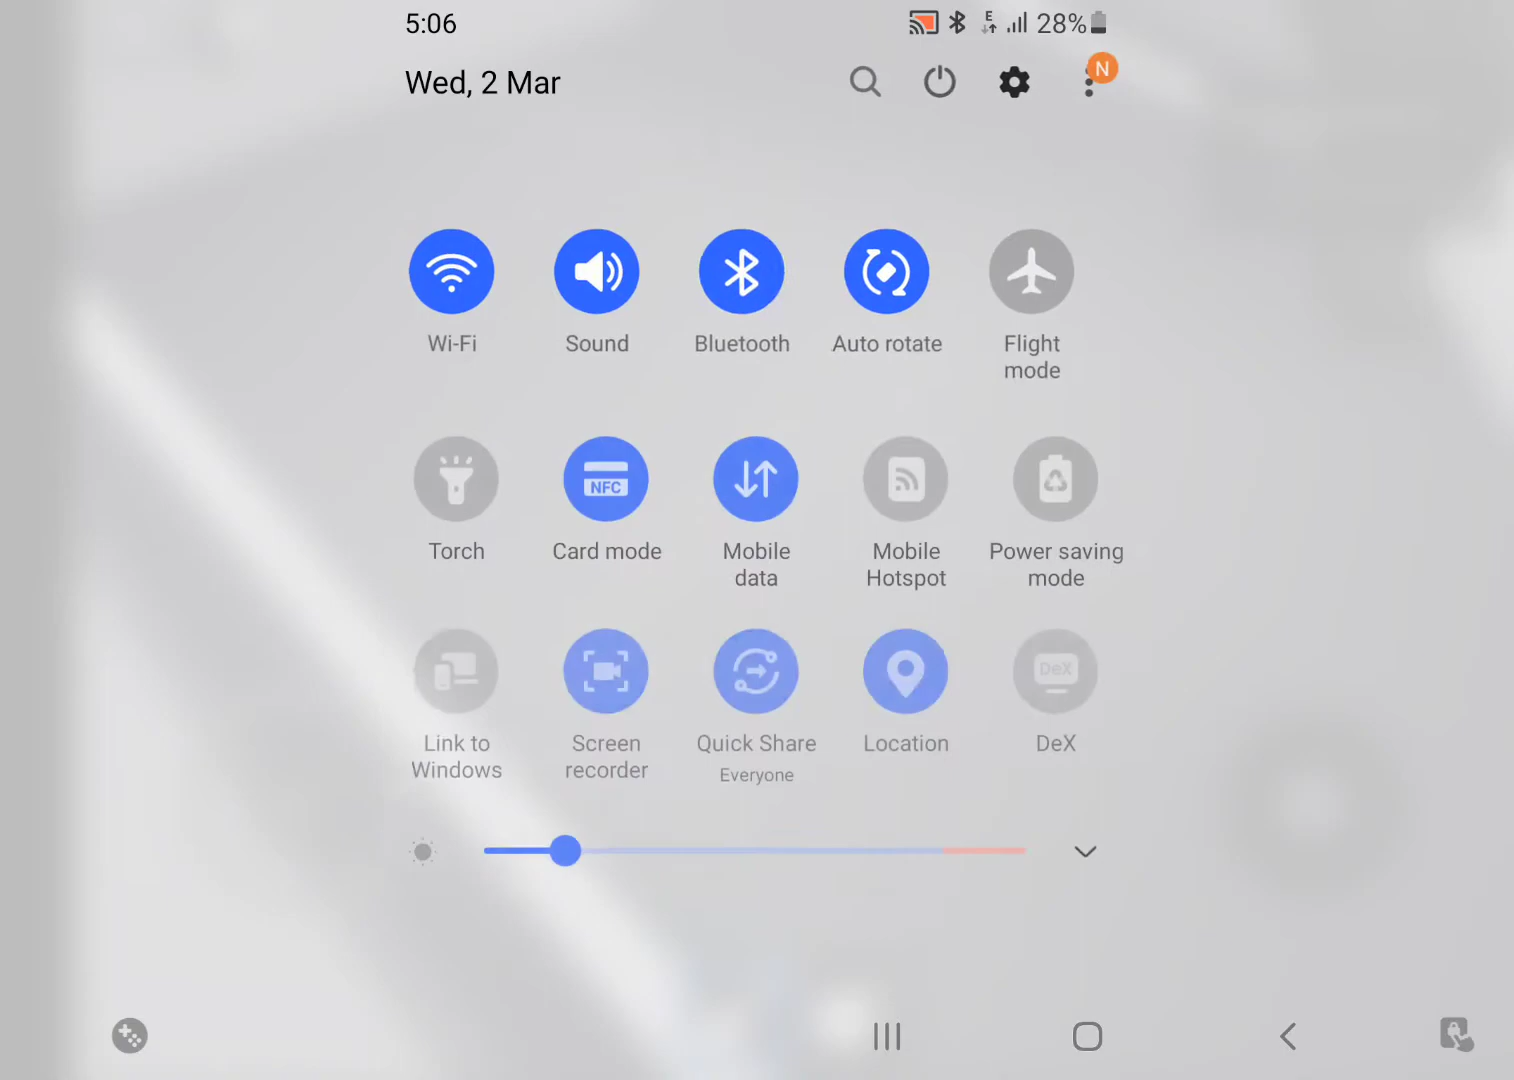 5:06
E 28%
Wed, 2 Mar
N
Wi-Fi Sound Bluetooth Auto rotate Flight
mode
NFC
Torch Card mode Mobile Mobile Power saving
data Hotspot mode
DeX
Link to Screen Quick Share Location DeX
Windows recorder Everyone